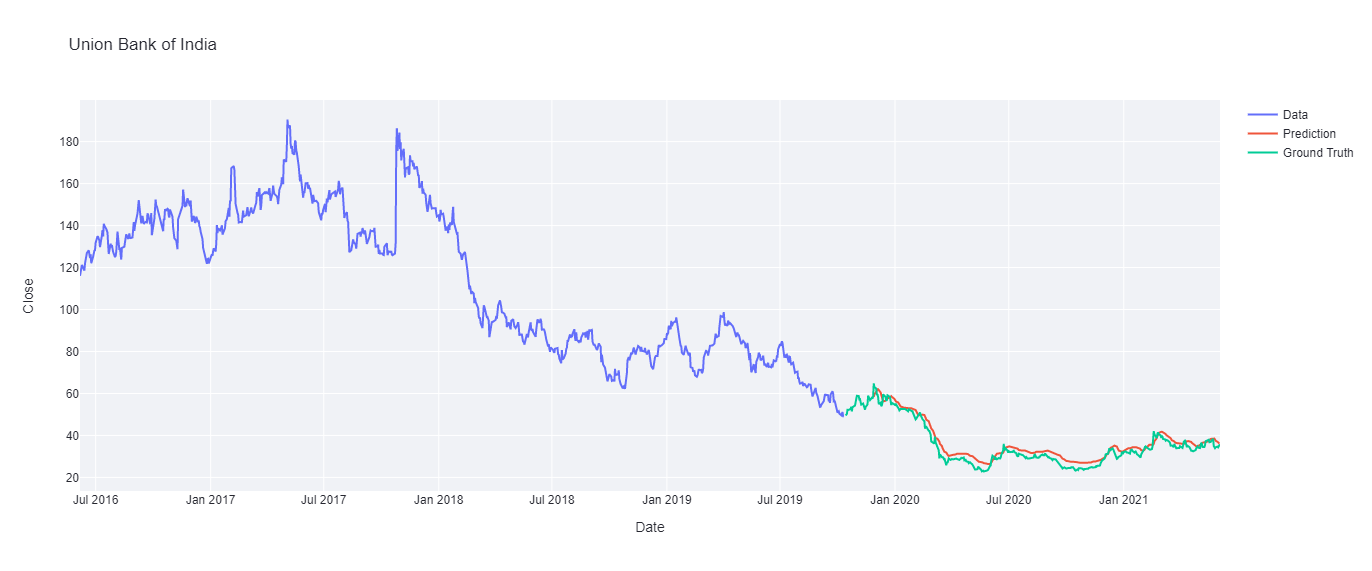 Union Bank of India
Data
Prediction
Ground Truth
180
160
140
120
100
80
60
40
20
Close
Jul 2016
Jan 2017
Jul 2017
Jan 2018
Jul 2018
Jan 2019
Jul 2019
Jan 2020
Jul 2020
Jan 2021
Date